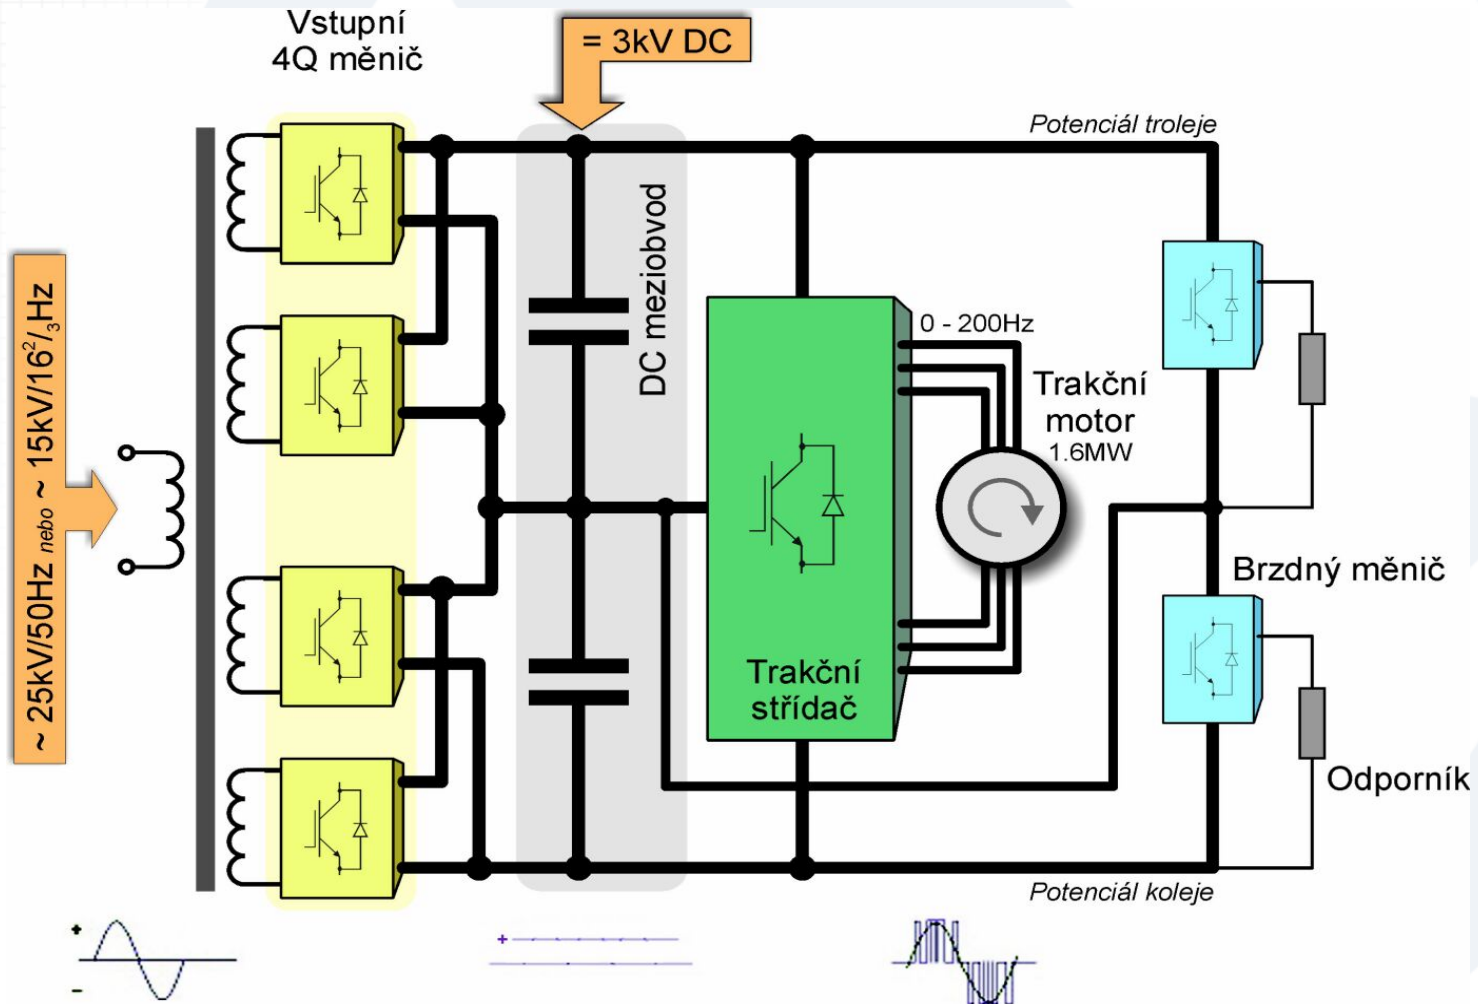 Vstupní
4Q měnič
= 3kV DC
Potenciál troleje
~ 25kV/50Hz nebo ~ 15kV/16²/₃Hz
DC meziobvod
0 - 200Hz
Trakční
motor
1.6MW
Brzdný měnič
Trakční
střídač
Odporník
Potenciál koleje
+
-
+